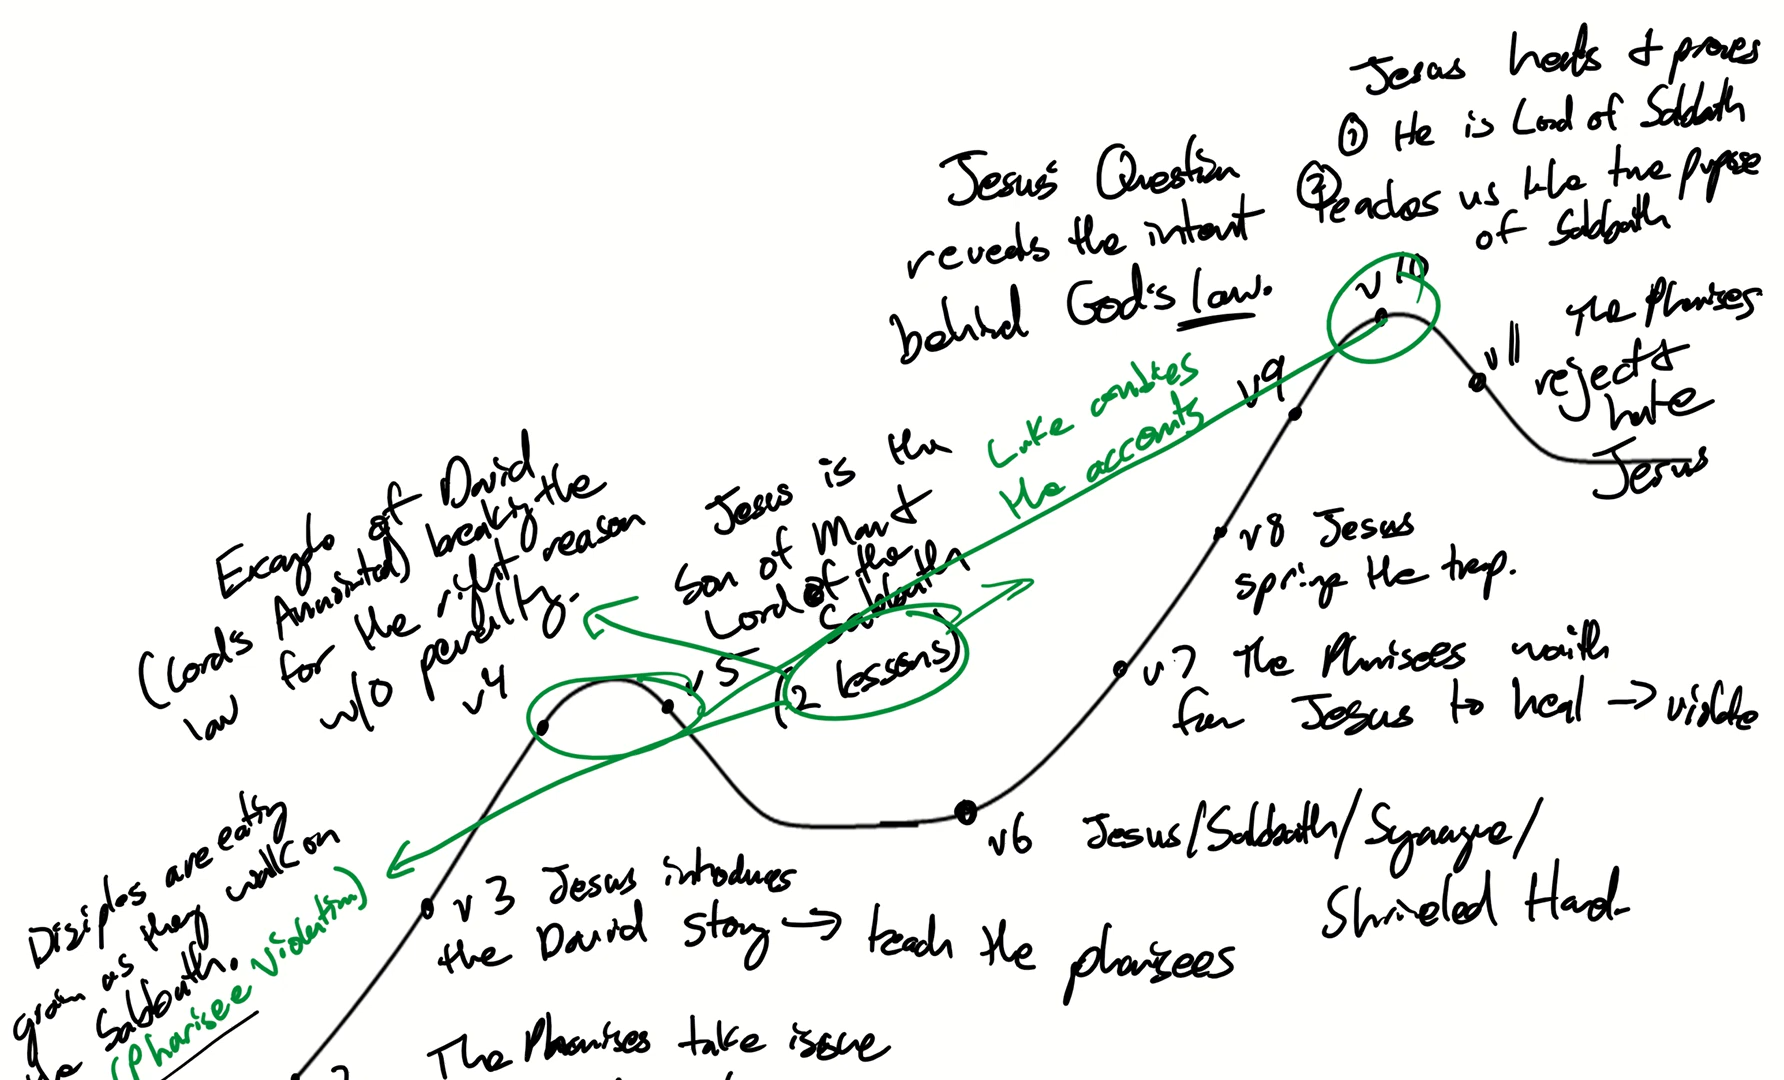 Jesus heals & proves
① He is Lord of Sabbath
② Teaches us the true purpose
of Sabbath
Jesus' Question
reveals the intent
behind God's law.
v10
v9
v11
The Pharisees
reject &
hate
Jesus
Luke combines
the accounts
Jesus is the
Son of Man &
Lord of the
Sabbath
(2 lessons)
v5
Example of David
(Lord's Annointed) breaking the
law for the right reason
w/o penalty.
v4
v8 Jesus
springs the trap.
v7 The Pharisees waith
for Jesus to heal → violate
v6 Jesus/Sabbath/Synagogue/
Shriveled Hand
v3 Jesus introduces
the David story → teach the pharisees
Disciples are eating
grain as they walk on
the Sabbath.
(Pharisee violation)
The Pharisees take issue